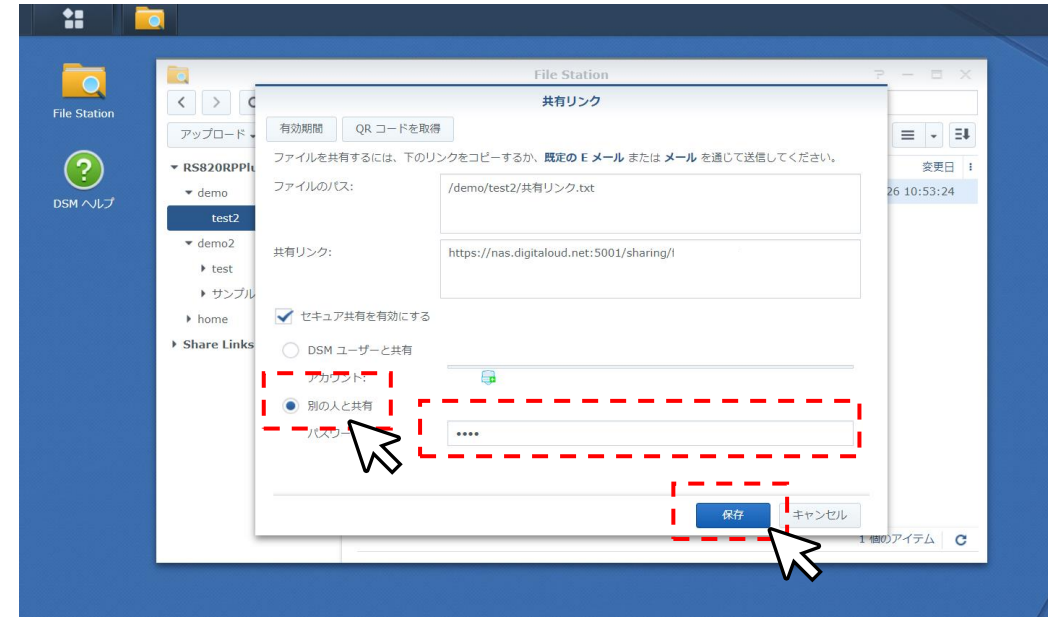 File Station
File Station
DSM ヘルプ
アップロード
RS820RPPlu
demo
test2
demo2
test
サンプル
home
Share Links
共有リンク
有効期間
QR コードを取得
ファイルを共有するには、下のリンクをコピーするか、既定の E メール または メール を通じて送信してください。
ファイルのパス:
/demo/test2/共有リンク.txt
共有リンク:
https://nas.digitaloud.net:5001/sharing/
セキュア共有を有効にする
DSM ユーザーと共有
アカウント:
別の人と共有
パスワー
••••
保存
キャンセル
変更日
26 10:53:24
1 個のアイテム